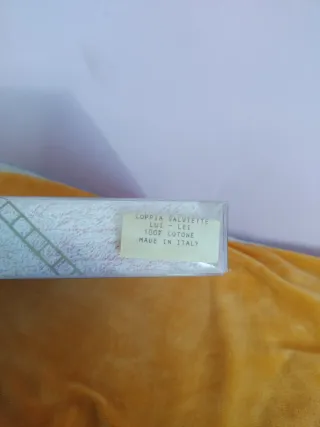 COPPIA SALVIETTE
LUI - LEI
100% COTONE
MADE IN ITALY